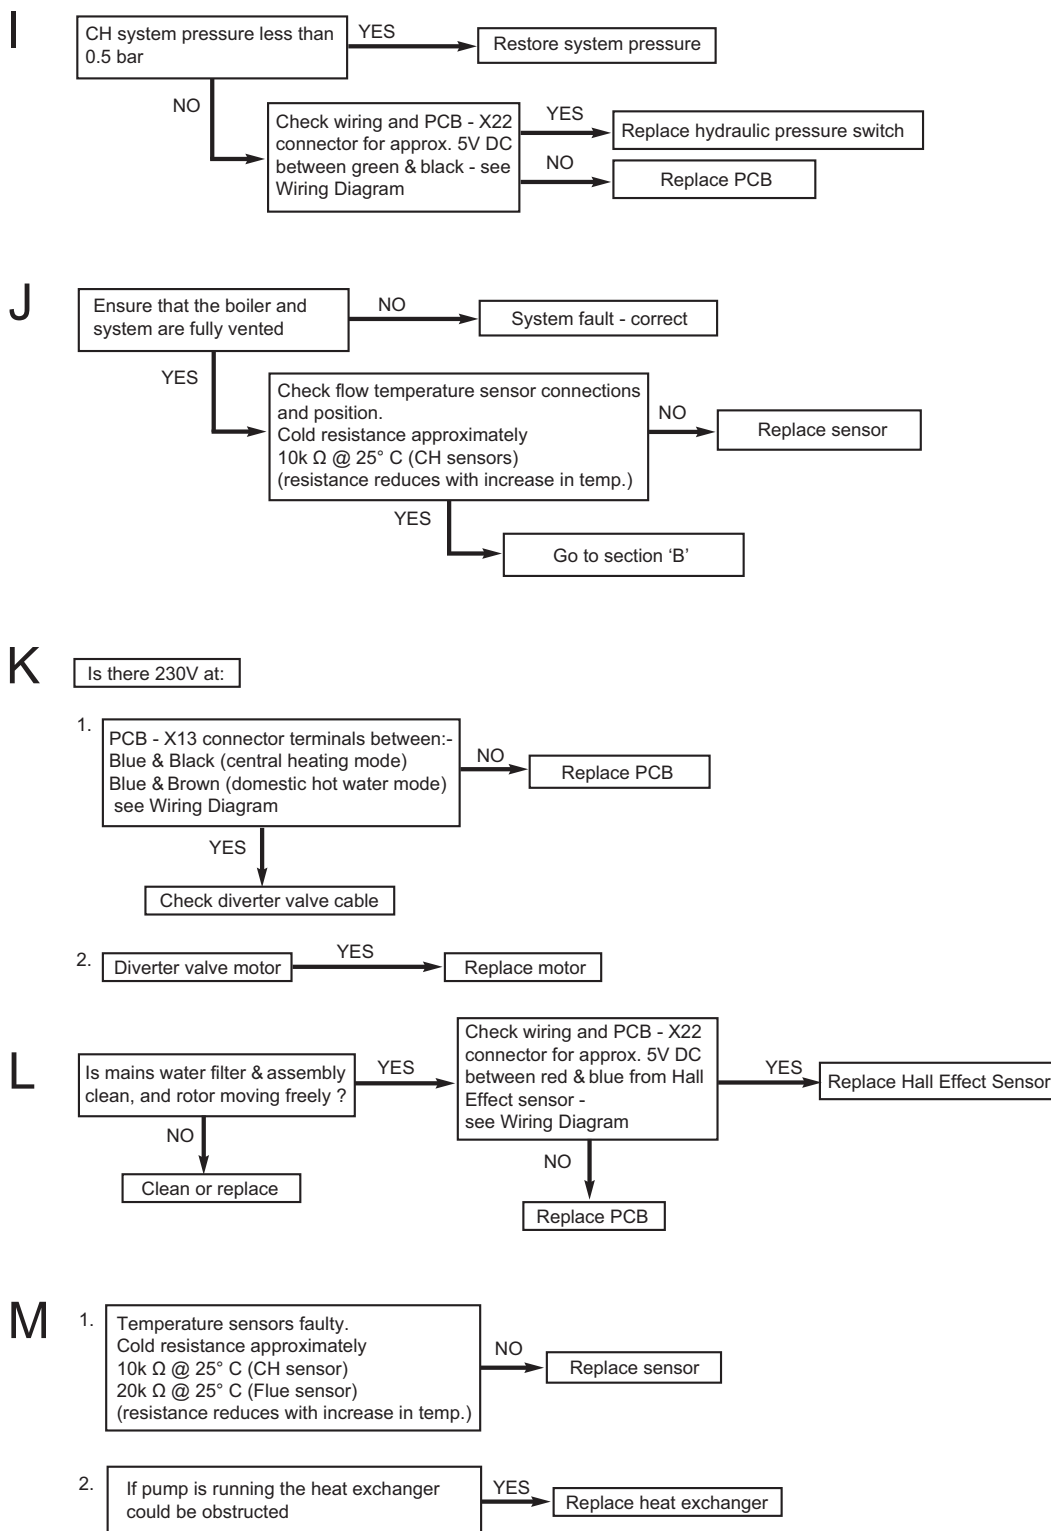 I
CH system pressure less than
0.5 bar
YES
Restore system pressure
NO
Check wiring and PCB - X22
connector for approx. 5V DC
between green & black - see
Wiring Diagram
YES
Replace hydraulic pressure switch
NO
Replace PCB
J
Ensure that the boiler and
system are fully vented
NO
System fault - correct
YES
Check flow temperature sensor connections
and position.
Cold resistance approximately
10k Ω @ 25° C (CH sensors)
(resistance reduces with increase in temp.)
NO
Replace sensor
YES
Go to section ‘B’
K
Is there 230V at:
1.
PCB - X13 connector terminals between:-
Blue & Black (central heating mode)
Blue & Brown (domestic hot water mode)
see Wiring Diagram
NO
Replace PCB
YES
Check diverter valve cable
2.
Diverter valve motor
YES
Replace motor
L
Is mains water filter & assembly
clean, and rotor moving freely ?
YES
Check wiring and PCB - X22
connector for approx. 5V DC
between red & blue from Hall
Effect sensor -
see Wiring Diagram
YES
Replace Hall Effect Sensor
NO
Clean or replace
NO
Replace PCB
M
1.
Temperature sensors faulty.
Cold resistance approximately
10k Ω @ 25° C (CH sensor)
20k Ω @ 25° C (Flue sensor)
(resistance reduces with increase in temp.)
NO
Replace sensor
2.
If pump is running the heat exchanger
could be obstructed
YES
Replace heat exchanger